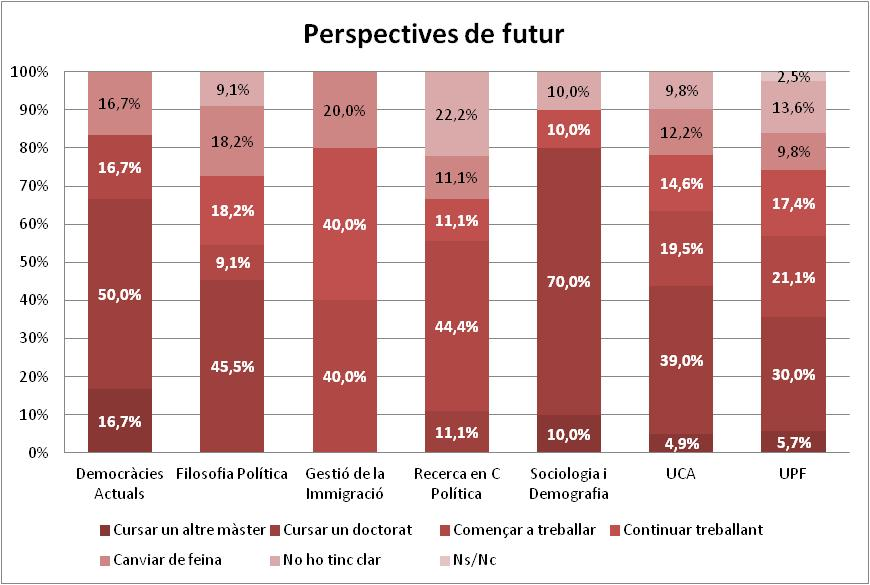 Perspectives de futur
100%
90%
80%
70%
60%
50%
40%
30%
20%
10%
0%
16,7%
16,7%
50,0%
16,7%
9,1%
18,2%
18,2%
9,1%
45,5%
20,0%
40,0%
40,0%
22,2%
11,1%
11,1%
44,4%
11,1%
10,0%
10,0%
70,0%
10,0%
9,8%
12,2%
14,6%
19,5%
39,0%
4,9%
2,5%
13,6%
9,8%
17,4%
21,1%
30,0%
5,7%
Democràcies
Actuals
Filosofia Política
Gestió de la
Immigració
Recerca en C
Política
Sociologia i
Demografia
UCA
UPF
Cursar un altre màster
Cursar un doctorat
Començar a treballar
Continuar treballant
Canviar de feina
No ho tinc clar
Ns/Nc